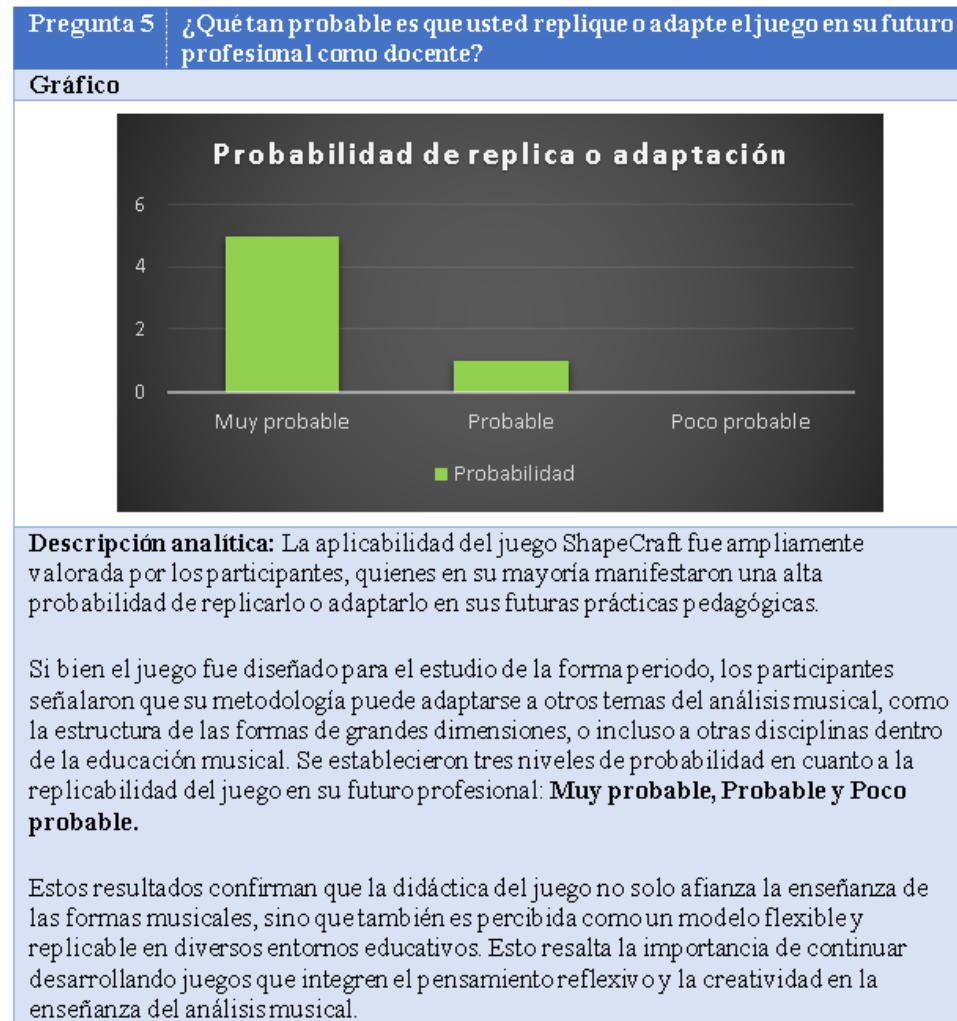 Pregunta 5 ¿Qué tan probable es que usted replique o adapte el juego en su futuro
profesional como docente?
Gráfico
Probabilidad de replica o adaptación
6
4
2
0
Muy probable Probable Poco probable
Probabilidad
Descripción analítica: La aplicabilidad del juego ShapeCraft fue ampliamente
valorada por los participantes, quienes en su mayoría manifestaron una alta
probabilidad de replicarlo o adaptarlo en sus futuras prácticas pedagógicas.
Si bien el juego fue diseñado para el estudio de la forma periodo, los participantes
señalaron que su metodología puede adaptarse a otros temas del análisis musical, como
la estructura de las formas de grandes dimensiones, o incluso a otras disciplinas dentro
de la educación musical. Se establecieron tres niveles de probabilidad en cuanto a la
replicabilidad del juego en su futuro profesional: Muy probable, Probable y Poco
probable.
Estos resultados confirman que la didáctica del juego no solo afianza la enseñanza de
las formas musicales, sino que también es percibida como un modelo flexible y
replicable en diversos entornos educativos. Esto resalta la importancia de continuar
desarrollando juegos que integren el pensamiento reflexivo y la creatividad en la
enseñanza del análisis musical.